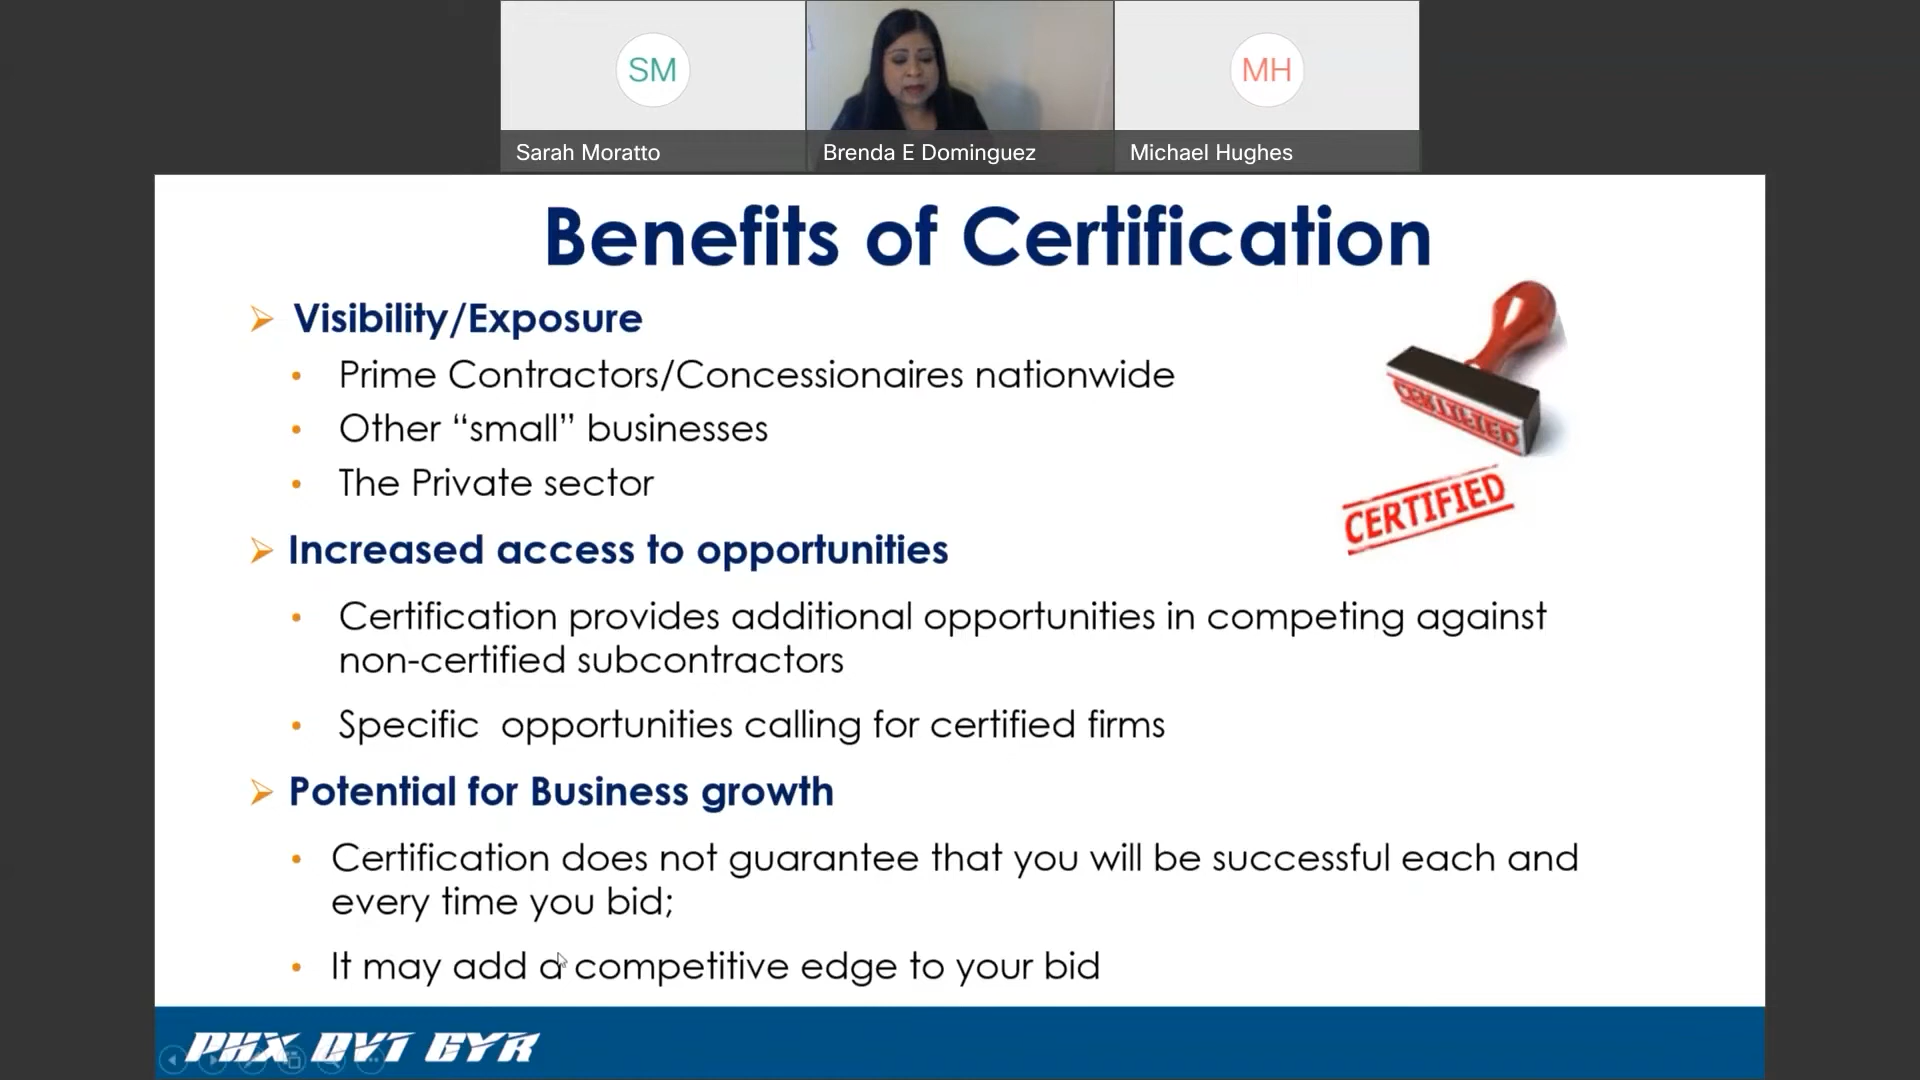 SM
MH
Sarah Moratto
Brenda E Dominguez
Michael Hughes
Benefits of Certification
Visibility/Exposure
• Prime Contractors/Concessionaires nationwide
• Other “small” businesses
• The Private sector
CERTIFIED
CERTIFIED
Increased access to opportunities
• Certification provides additional opportunities in competing against
non-certified subcontractors
• Specific opportunities calling for certified firms
Potential for Business growth
• Certification does not guarantee that you will be successful each and
every time you bid;
• It may add a competitive edge to your bid
PHX DVT GYR